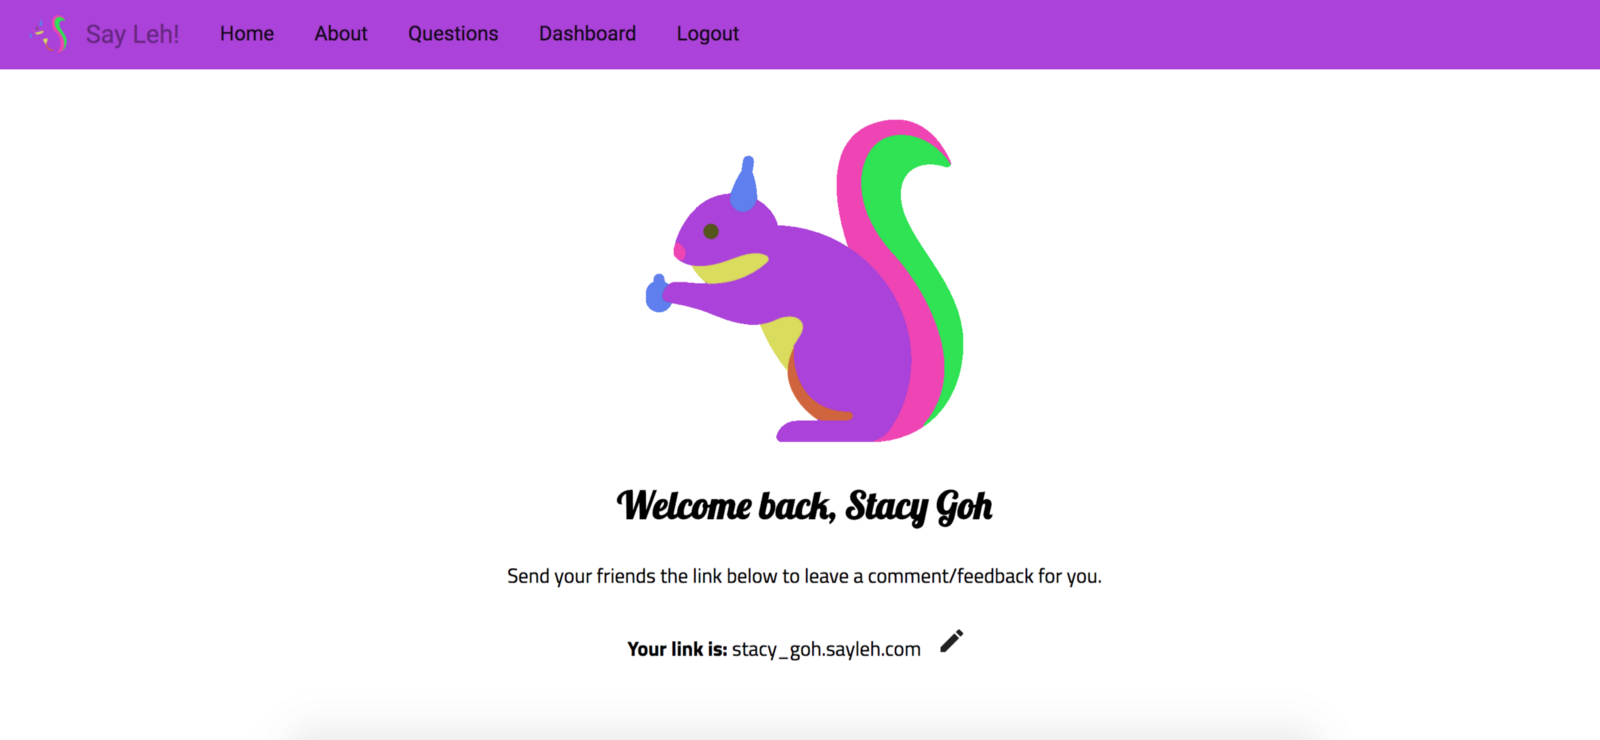 Say Leh! Home About Questions Dashboard Logout
Welcome back, Stacy Goh
Send your friends the link below to leave a comment/feedback for you.
Your link is: stacy_goh.sayleh.com